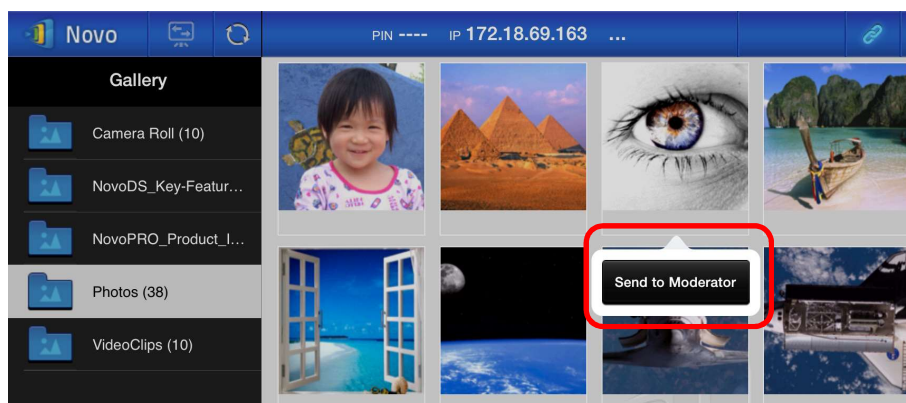 Novo
PIN ---- IP 172.18.69.163 ...
Gallery
Camera Roll (10)
NovoDS_Key-Featur...
NovoPRO_Product_I...
Photos (38)
VideoClips (10)
Send to Moderator